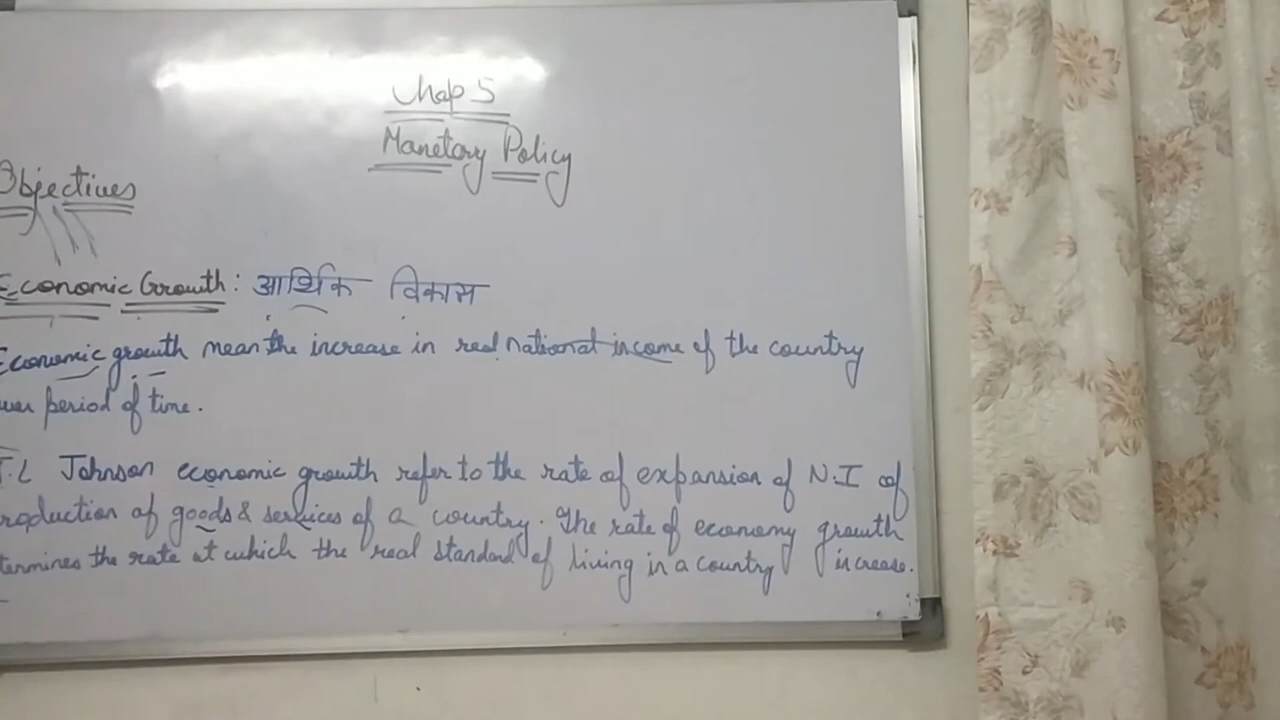 Chap 5
Manetary Policy
Objectives
Economic Growth : आर्थिक विकास
Economic growth mean the increase in real national income of the country
over period of time.
T.L Johnson economic growth refer to the rate of expansion of N.I of
roduction of goods & services of a country. The rate of economy growth
termines the rate at which the real standard of living in a country increase.